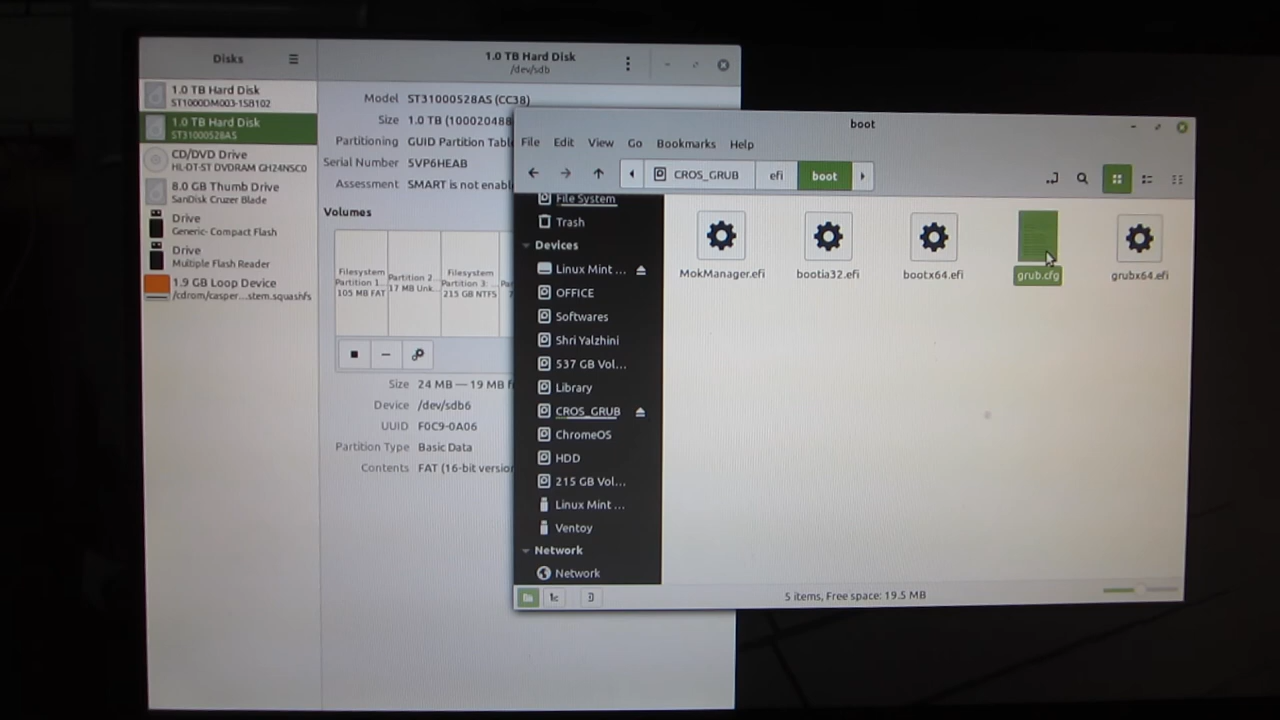 Disks
1.0 TB Hard Disk
/dev/sdb
1.0 TB Hard Disk
ST1000DM003-1SB102
1.0 TB Hard Disk
ST31000528AS
CD/DVD Drive
HL-DT-ST DVDRAM GH24NSC0
8.0 GB Thumb Drive
SanDisk Cruzer Blade
Drive
Generic- Compact Flash
Drive
Multiple Flash Reader
1.9 GB Loop Device
/cdrom/casper...stem.squashfs
Model ST31000528AS (CC38)
Size 1.0 TB (100020488
Partitioning GUID Partition Tabl
Serial Number 5VP6HEAB
Assessment SMART is not enabl
Volumes
Filesystem
Partition 1...
105 MB FAT
Partition 2...
17 MB Unk...
Filesystem
Partition 3: ...
215 GB NTFS
Size 24 MB — 19 MB f
Device /dev/sdb6
UUID F0C9-0A06
Partition Type Basic Data
Contents FAT (16-bit version
boot
File Edit View Go Bookmarks Help
CROS_GRUB efi boot
File System
Trash
Devices
Linux Mint ...
OFFICE
Softwares
Shri Yalzhini
537 GB Vol...
Library
CROS_GRUB
ChromeOS
HDD
215 GB Vol...
Linux Mint ...
Ventoy
Network
Network
MokManager.efi
bootia32.efi
bootx64.efi
grub.cfg
grubx64.efi
5 items, Free space: 19.5 MB